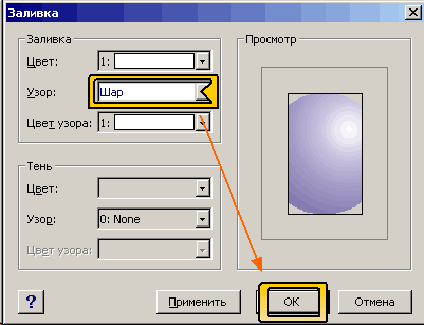 Заливка
Заливка
Цвет: 1:
Узор: Шар
Цвет узора: 1:
Просмотр
Тень
Цвет:
Узор: 0: None
Цвет узора:
?
Применить
OK
Отмена